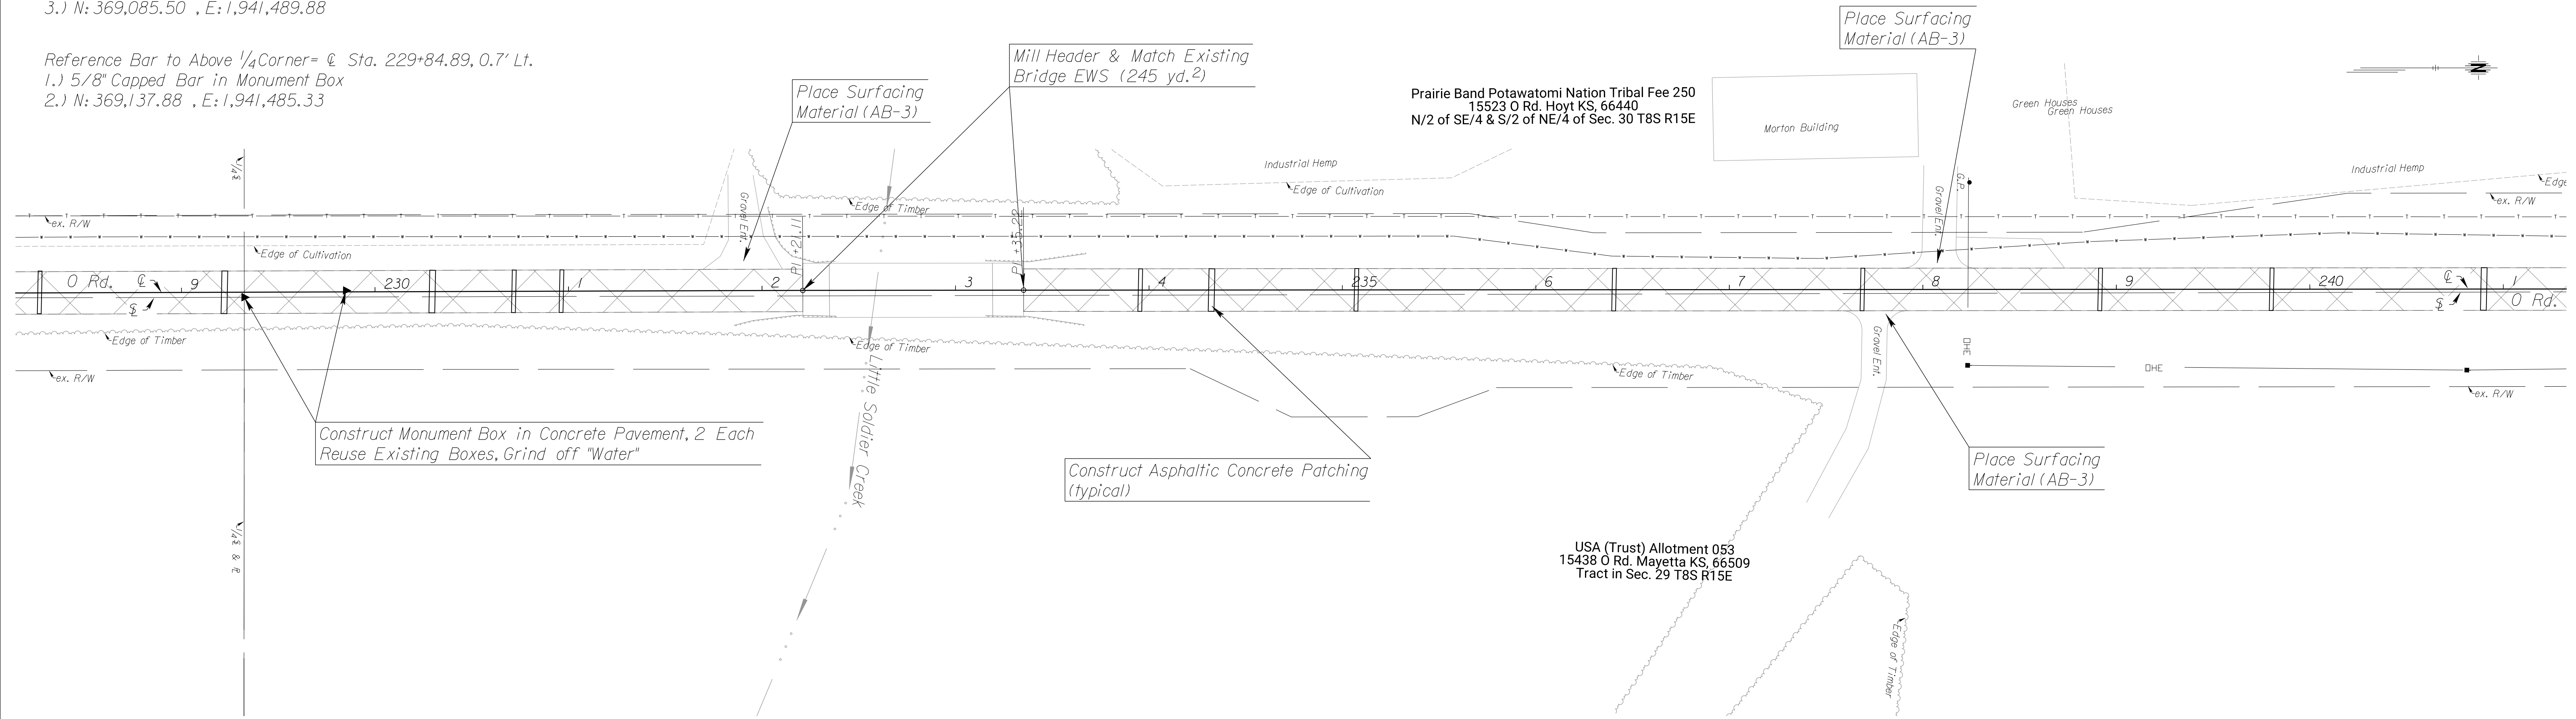 3.) N: 369,085.50 , E: 1,941,489.88
Reference Bar to Above 1/4 Corner= ℄ Sta. 229+84.89, 0.7' Lt.
1.) 5/8" Capped Bar in Monument Box
2.) N: 369,137.88 , E: 1,941,485.33
Place Surfacing
Material (AB-3)
Mill Header & Match Existing
Bridge EWS (245 yd.²)
Prairie Band Potawatomi Nation Tribal Fee 250
15523 O Rd. Hoyt KS, 66440
N/2 of SE/4 & S/2 of NE/4 of Sec. 30 T8S R15E
Place Surfacing
Material (AB-3)
N
Morton Building
Green Houses
Green Houses
Industrial Hemp
Edge of Cultivation
Industrial Hemp
Gravel Ent.
Edge of Timber
Gravel Ent.
G.P.
ex. R/W
ex. R/W
Edge of Cultivation
O Rd. ℄ 9 230 1 2 3 4 235 6 7 8 9 240 ℄ 1
O Rd.
Edge of Timber
Edge of Timber
Edge of Timber
ex. R/W
Little Soldier Creek
Gravel Ent.
OHE
OHE
ex. R/W
Construct Monument Box in Concrete Pavement, 2 Each
Reuse Existing Boxes, Grind off "Water"
Construct Asphaltic Concrete Patching
(typical)
Place Surfacing
Material (AB-3)
USA (Trust) Allotment 053
15438 O Rd. Mayetta KS, 66509
Tract in Sec. 29 T8S R15E
Edge of Timber